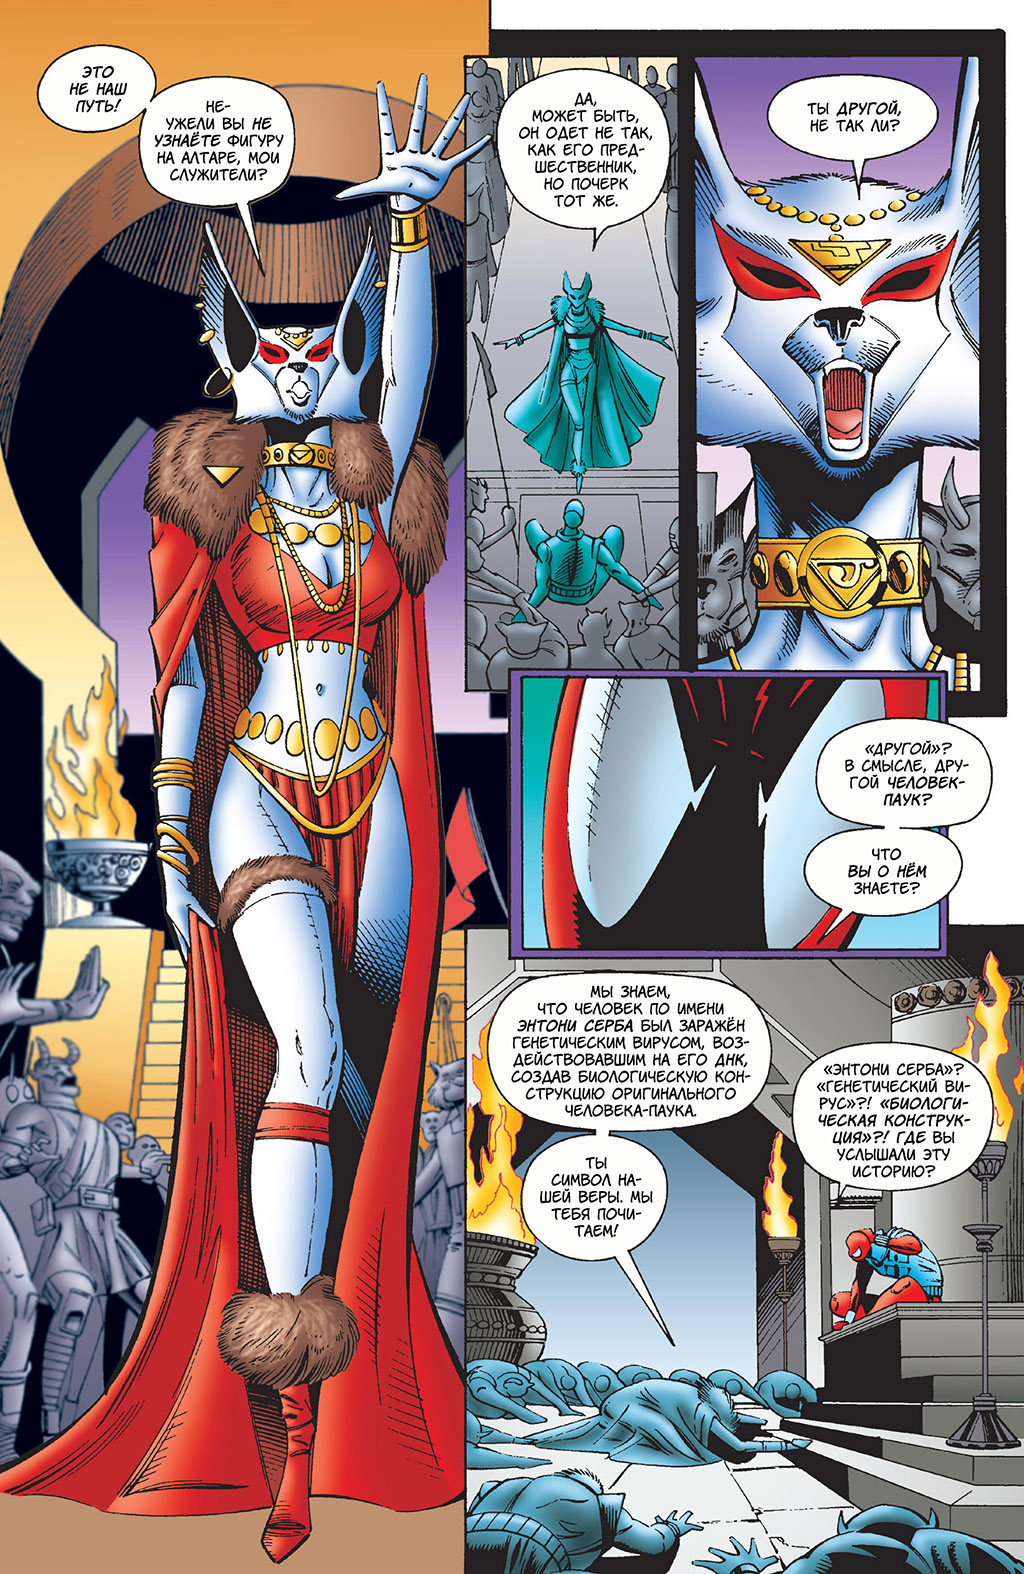 ЭТО
НЕ НАШ
ПУТЬ!
НЕ-
УЖЕЛИ ВЫ НЕ
УЗНАЁТЕ ФИГУРУ
НА АЛТАРЕ, МОИ
СЛУЖИТЕЛИ?
ДА,
МОЖЕТ БЫТЬ,
ОН ОДЕТ НЕ ТАК,
КАК ЕГО ПРЕД-
ШЕСТВЕННИК,
НО ПОЧЕРК
ТОТ ЖЕ.
ТЫ ДРУГОЙ,
НЕ ТАК ЛИ?
«ДРУГОЙ»?
В СМЫСЛЕ, ДРУ-
ГОЙ ЧЕЛОВЕК-
ПАУК?
ЧТО
ВЫ О НЁМ
ЗНАЕТЕ?
МЫ ЗНАЕМ,
ЧТО ЧЕЛОВЕК ПО ИМЕНИ
ЭНТОНИ СЕРБА БЫЛ ЗАРАЖЁН
ГЕНЕТИЧЕСКИМ ВИРУСОМ, ВОЗ-
ДЕЙСТВОВАВШИМ НА ЕГО ДНК,
СОЗДАВ БИОЛОГИЧЕСКУЮ КОН-
СТРУКЦИЮ ОРИГИНАЛЬНОГО
ЧЕЛОВЕКА-ПАУКА.
ТЫ
СИМВОЛ НА-
ШЕЙ ВЕРЫ. МЫ
ТЕБЯ ПОЧИ-
ТАЕМ!
«ЭНТОНИ СЕРБА»?
«ГЕНЕТИЧЕСКИЙ ВИ-
РУС»?! «БИОЛОГИ-
ЧЕСКАЯ КОНСТРУК-
ЦИЯ»?! ГДЕ ВЫ
УСЛЫШАЛИ ЭТУ
ИСТОРИЮ?